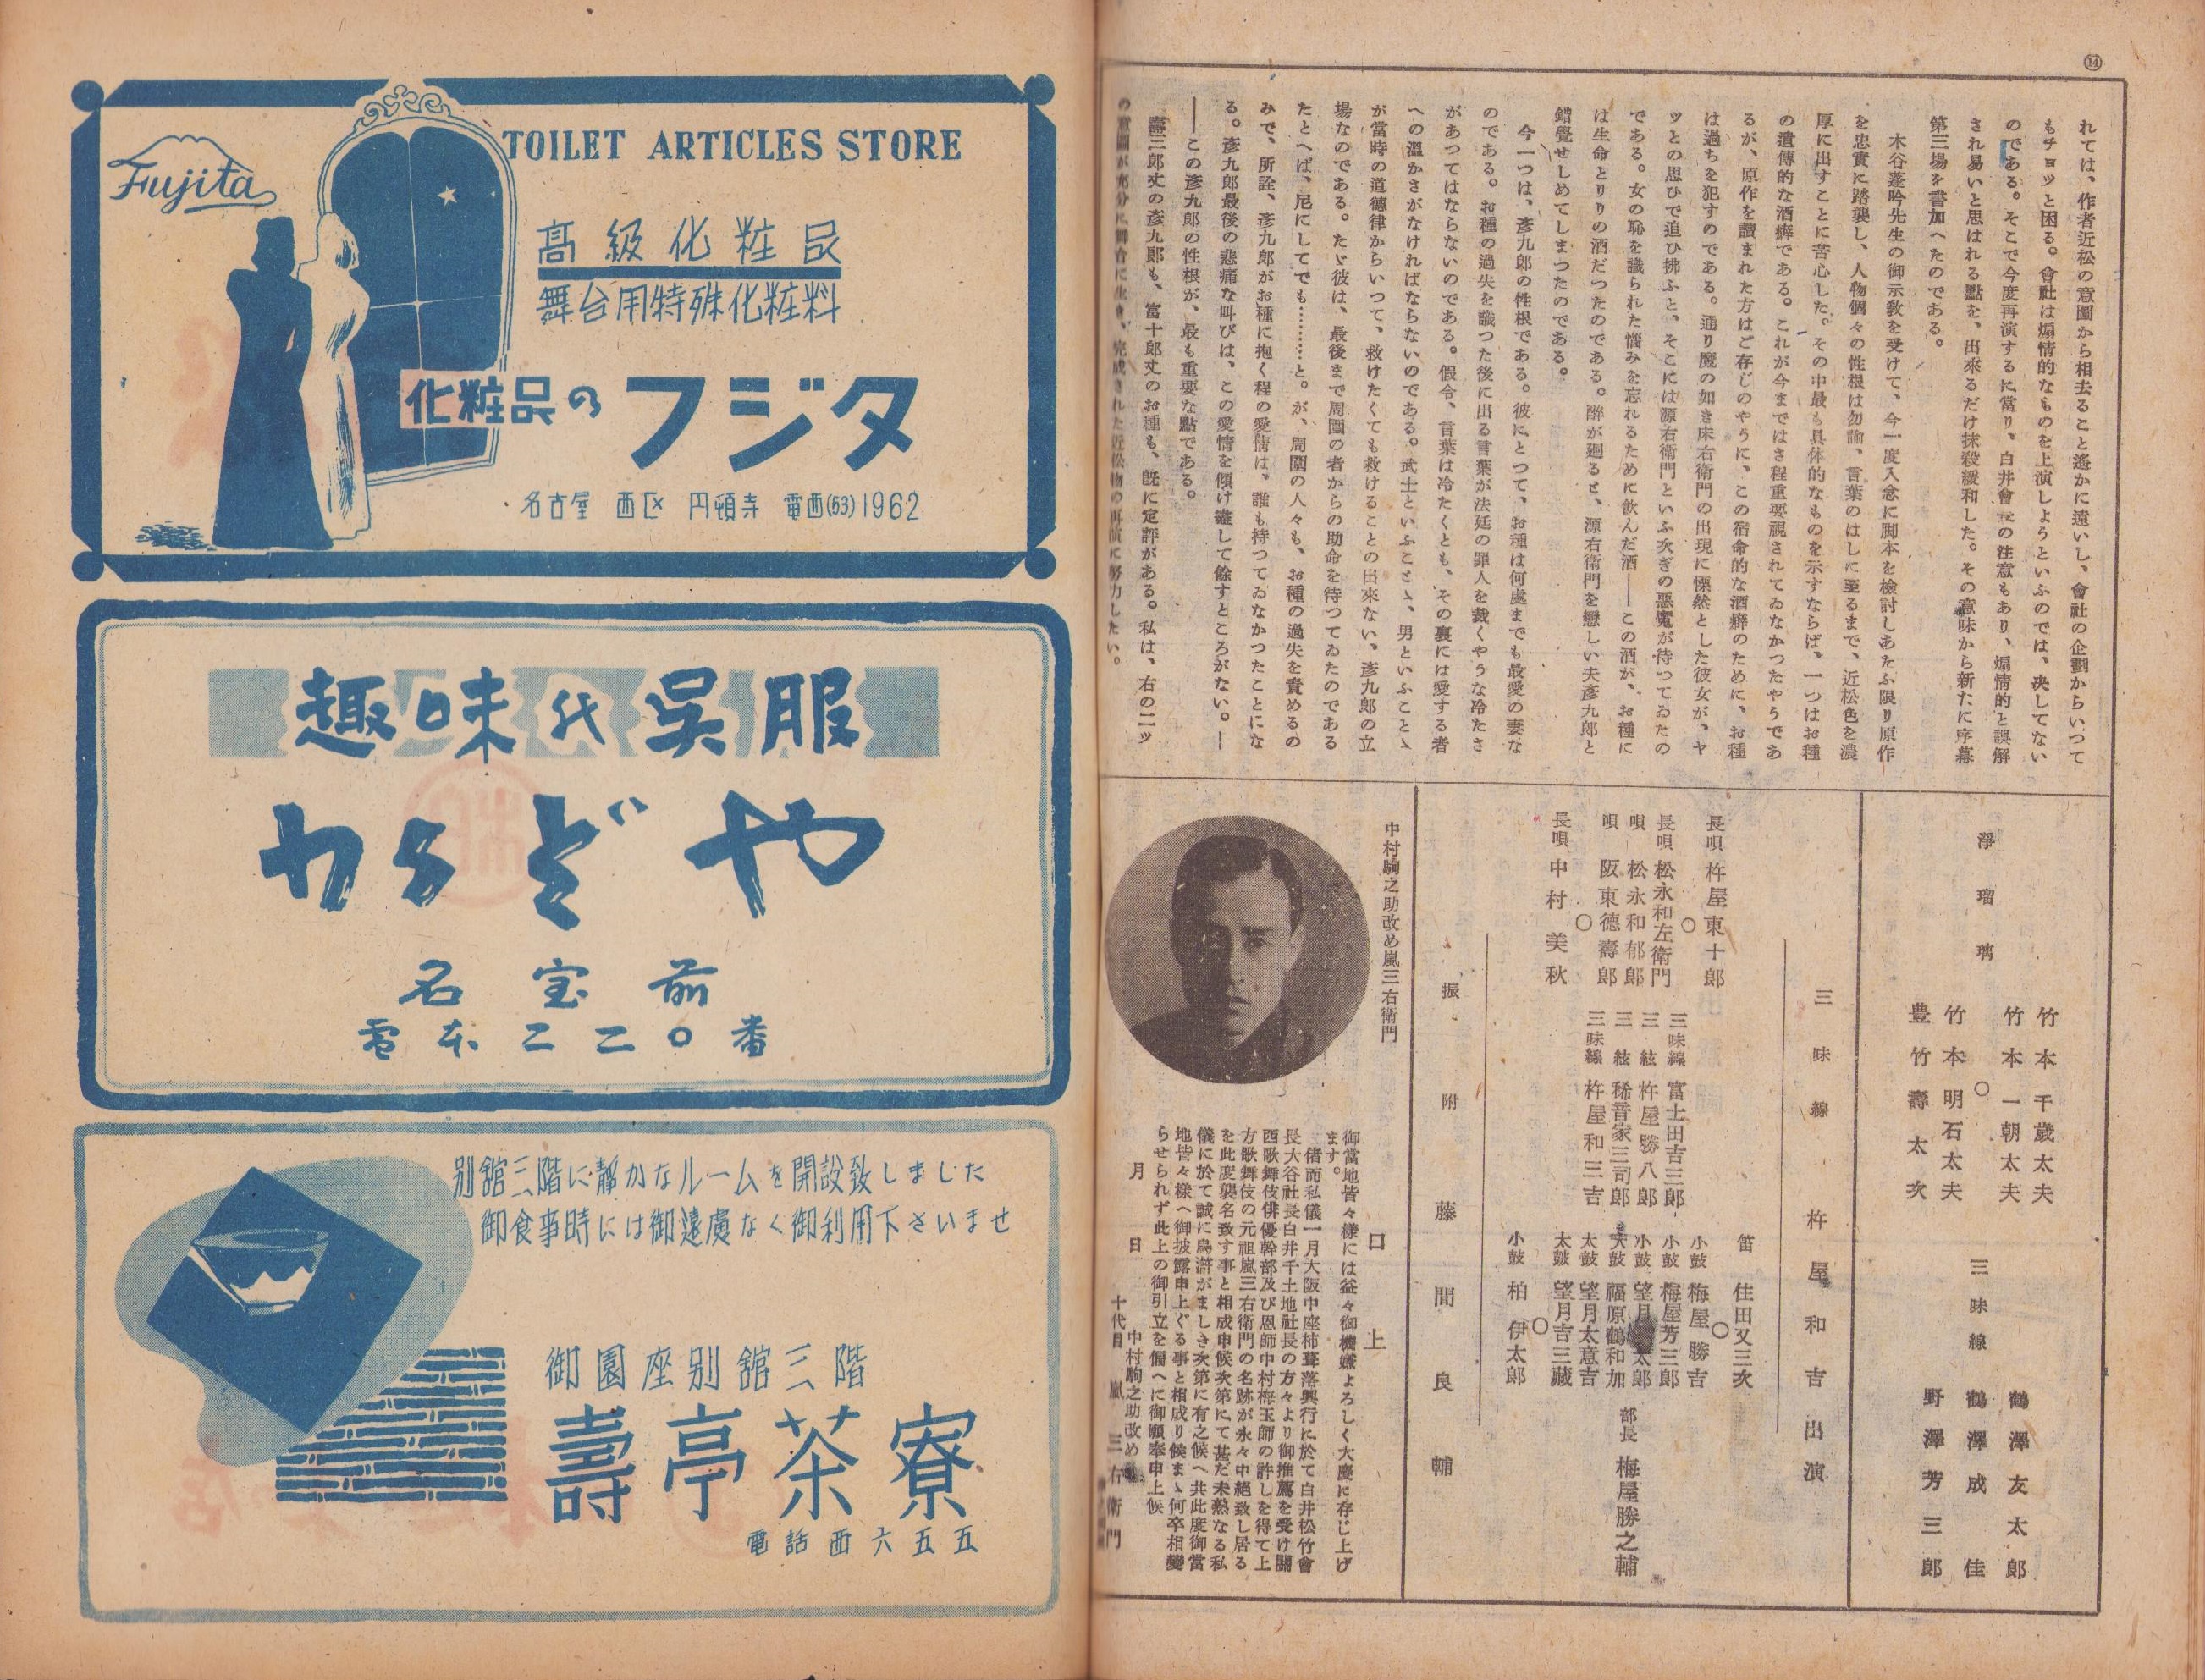 ⑭
れては、作者近松の意圖から相去ること遙かに遠いし、會社の企劃からいつて
もチョッと困る。會社は煽情的なものを上演しようといふのでは、決してない
のである。そこで今度再演するに當り、白井會長の注意もあり、煽情的と誤解
され易いと思はれる點を、出來るだけ抹殺緩和した。その意味から新たに序幕
第三場を書加へたのである。
木谷蓬吟先生の御示敎を受けて、今一度入念に脚本を檢討しあたふ限り原作
を忠實に踏襲し、人物個々の性根は勿論、言葉のはしに至るまで、近松色を濃
厚に出すことに苦心した。その中最も具体的なものを示すならば、一つはお種
の遺傳的な酒癖である。これが今まではさ程重要視されてゐなかつたやうであ
るが、原作を讀まれた方はご存じのやうに、この宿命的な酒癖のために、お種
は過ちを犯すのである。通り魔の如き床右衛門の出現に慄然とした彼女が、ヤ
ッとの思ひで追ひ拂ふと、そこには源右衛門といふ次ぎの惡魔が待つてゐたの
である。女の恥を識られた惱みを忘れるために飮んだ酒――この酒が、お種に
は生命とりの酒だつたのである。醉が廻ると、源右衛門を戀しい夫彥九郎と
錯覺せしめてしまつたのである。
今一つは、彥九郎の性根である。彼にとつて、お種は何處までも最愛の妻な
のである。お種の過失を識つた後に出る言葉が法廷の罪人を裁くやうな冷たさ
があつてはならないのである。假令、言葉は冷たくとも、その裏には愛する者
への溫かさがなければならないのである。武士といふことゝ、男といふことゝ
が當時の道德律からいつて、救けたくても救けることの出來ない、彥九郎の立
場なのである。たゞ彼は、最後まで周圍の者からの助命を待つてゐたのである
たとへば、尼にしてでも………と。が、周圍の人々も、お種の過失を責めるの
みで、所詮、彥九郎がお種に抱く程の愛情は、誰も持つてゐなかつたことにな
る。彥九郎最後の悲痛な叫びは、この愛情を傾け盡して餘すところがない。―
――この彥九郎の性根が、最も重要な點である。
壽三郎丈の彥九郎も、富十郎丈のお種も、旣に定評がある。私は、右の二ッ
の意圖が充分に舞台に生き、完成された近松物の再演に努力したい。
淨瑠璃
竹本千歲太夫
竹本一朝太夫
○
竹本明石太夫
豊竹壽太夫
三味線
鶴澤友太郎
鶴澤成佳
野澤芳三郎
三味線　杵屋和吉　出演
長唄　杵屋東十郎
○
長唄　松永和左衛門
唄　松永和郁郎
唄　阪東德壽郎
○
長唄　中村美秋
三味線　富士田吉三郎
三絃　杵屋勝八郎
三絃　稀音家三司郎
三味線　杵屋和三吉
笛　住田又三次
○
小鼓　梅屋勝吉
小鼓　梅屋芳三郎
小鼓　望月太郎
大鼓　福原鶴和加
太鼓　望月太意吉
太鼓　望月吉三藏
○
小鼓　柏伊太郎
部長　梅屋勝之輔
振附　藤間良輔
中村駒之助改め嵐三右衛門
口上
御當地皆々樣には益々御機嫌よろしく大慶に存じ上げ
ます。
偖而私儀一月大阪中座柿葺落興行に於て白井松竹會
長大谷社長白井千土地社長の方々より御推薦を受け關
西歌舞伎俳優幹部及び恩師中村梅玉師の許しを得て上
方歌舞伎の元祖嵐三右衛門の名跡が永々中絕致し居る
を此度襲名致す事と相成申候次第にて甚だ未熟なる私
儀に於て誠に烏滸がましき次第に有之候へ共此度御當
地皆々樣へ御披露申上ぐる事と相成り候まゝ何卒相變
らせられず此上の御引立を偏へに御願奉申上候
月　日
中村駒之助改め
十代目　嵐三右衛門
Fujita
TOILET ARTICLES STORE
高級化粧品
舞台用特殊化粧料
化粧品のフジタ
名古屋 西区 円頓寺 電西(53)1962
趣味代呉服
かどや
名宝前
電本二二〇番
別舘三階に靜かなルームを開設致しました
御食事時には御遠慮なく御利用下さいませ
御園座別舘三階
壽亭茶寮
電話西六五五